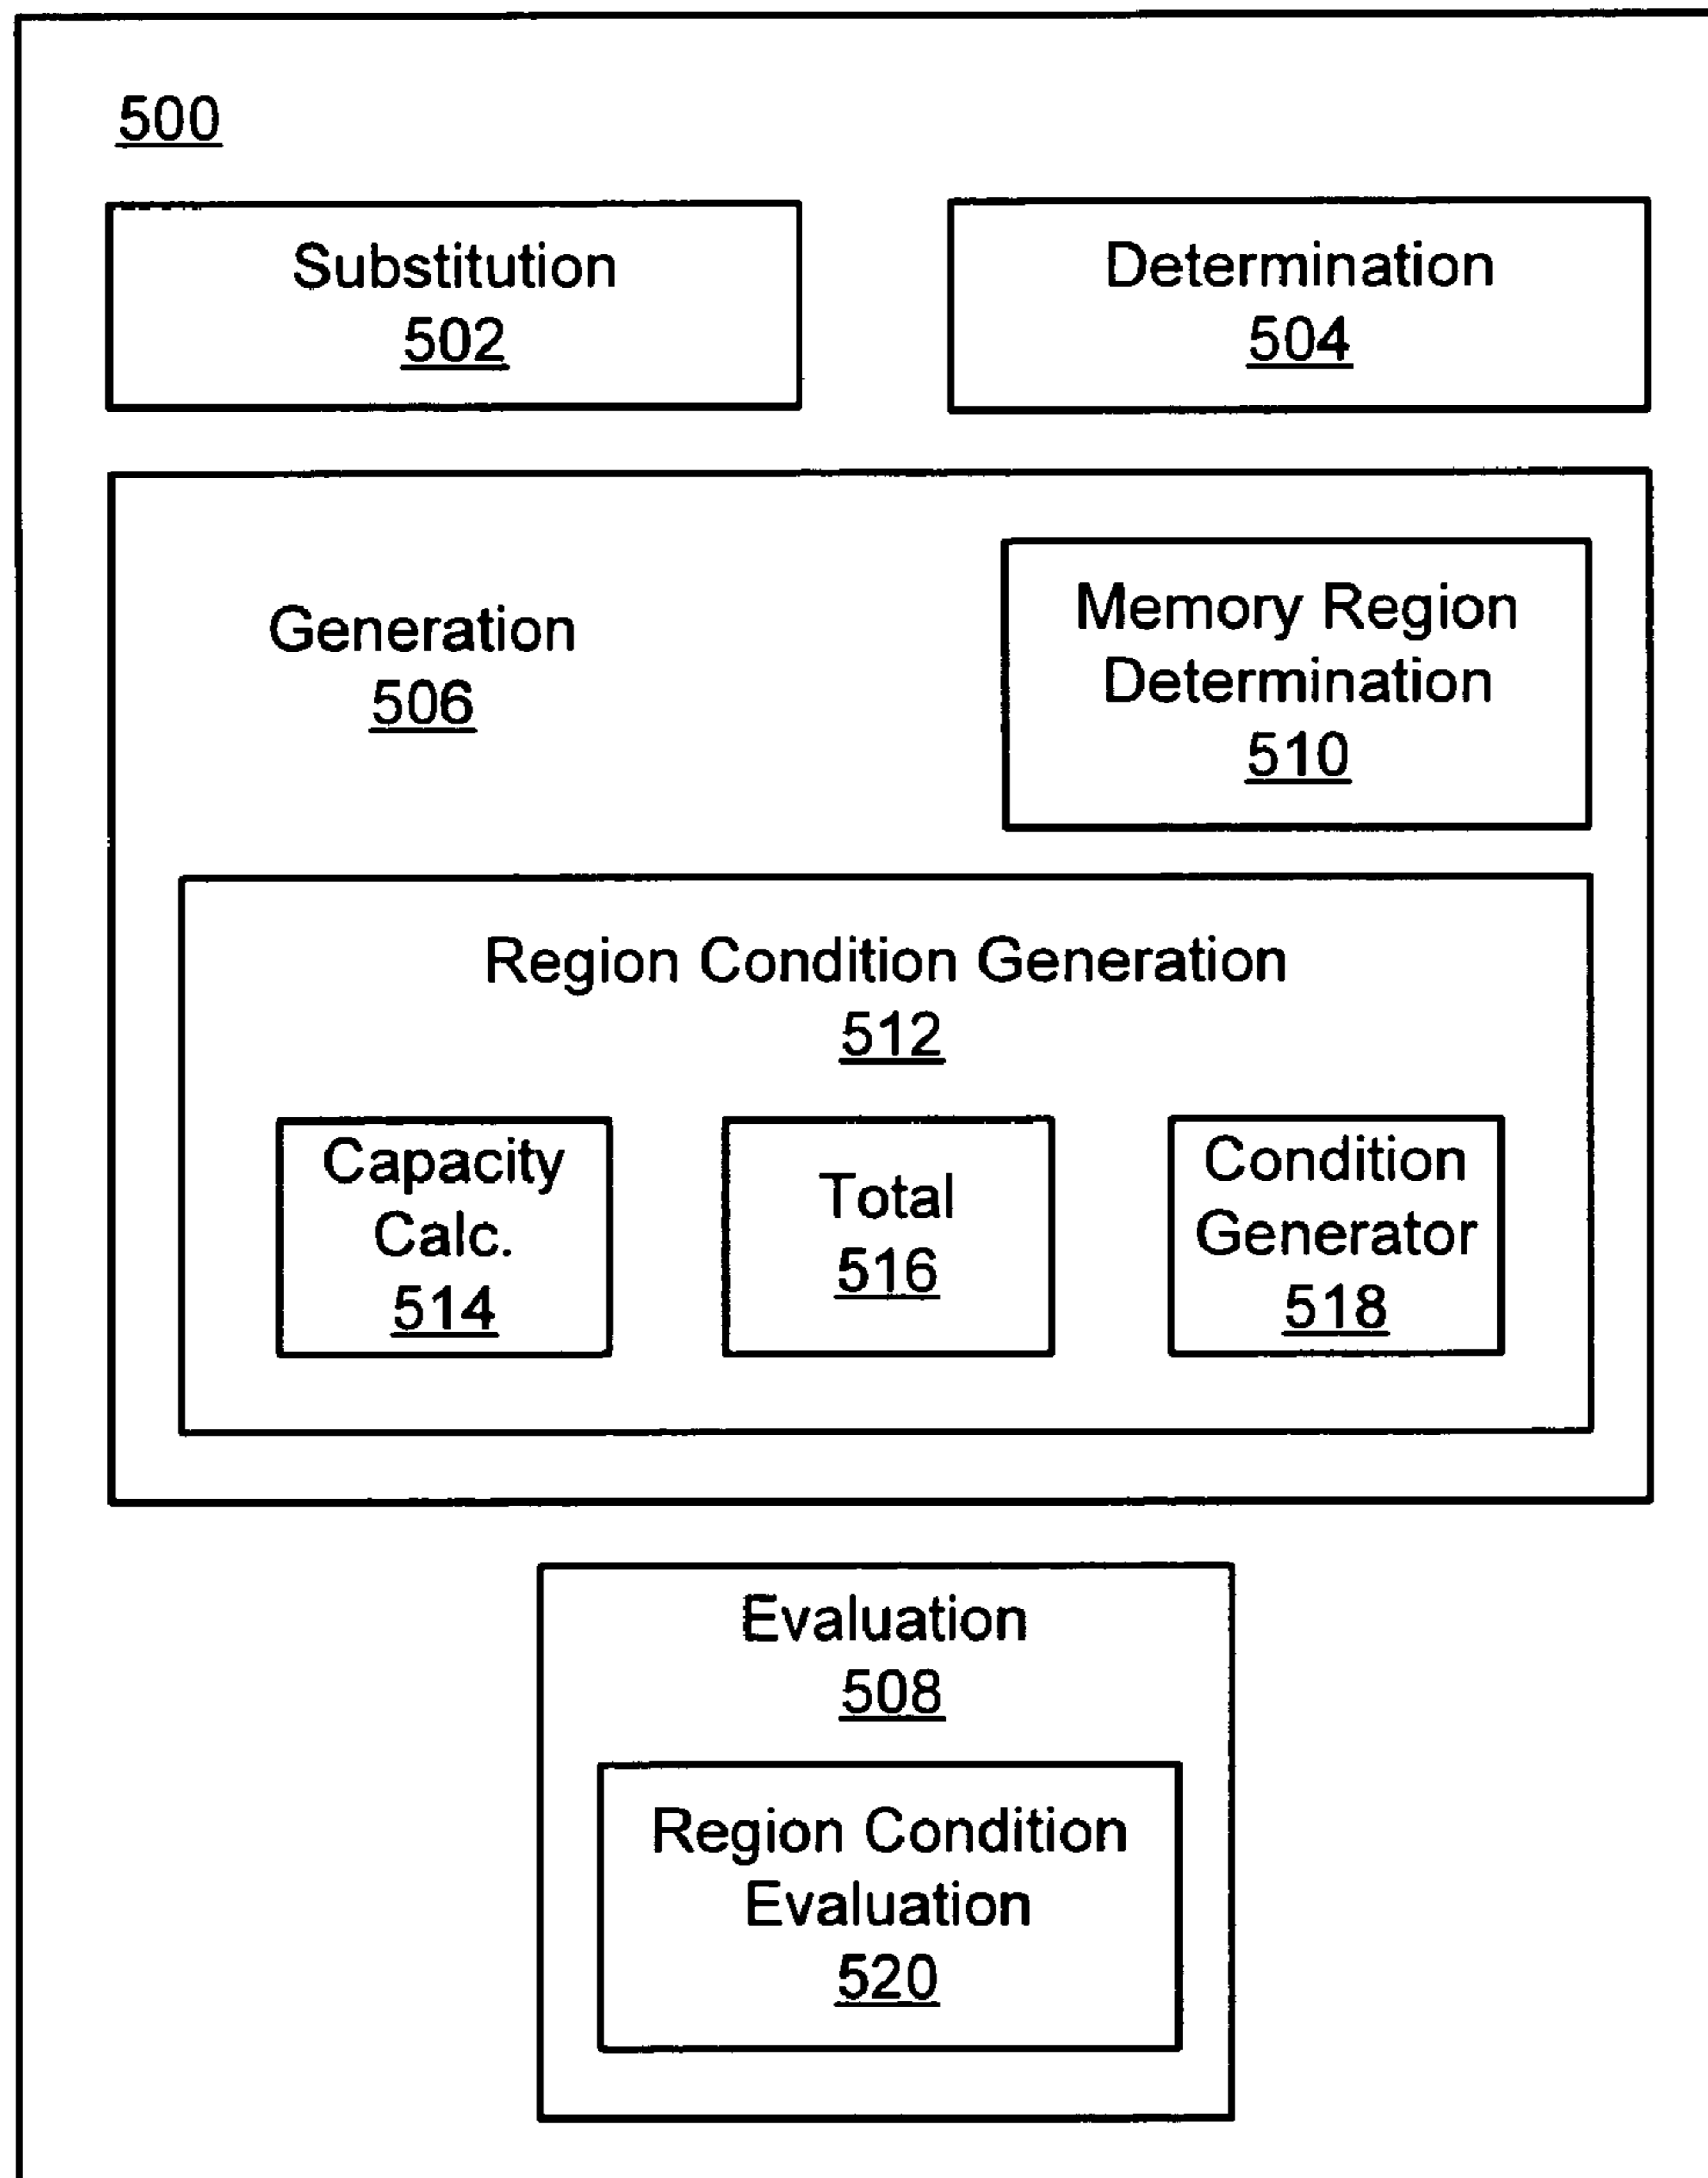 500
Substitution
502
Determination
504
Generation
506
Memory Region
Determination
510
Region Condition Generation
512
Capacity
Calc.
514
Total
516
Condition
Generator
518
Evaluation
508
Region Condition
Evaluation
520